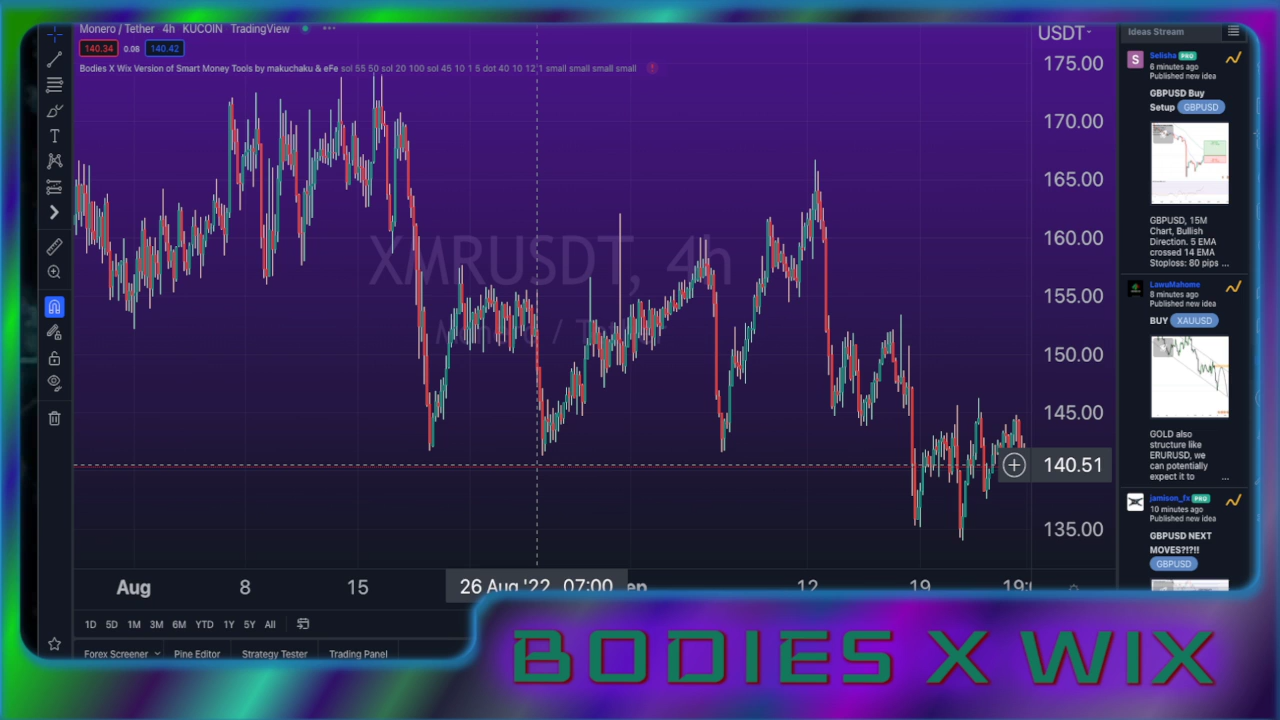 Monero / Tether 4h KUCOIN TradingView
140.34 0.08 140.42
Bodies X Wix Version of Smart Money Tools by makuchaku & eFe sol 55 50 sol 20 100 sol 45 10 1 5 dot 40 10 12 1 small small small small
XMRUSDT, 4h
Monero / Tether
USDT
175.00
170.00
165.00
160.00
155.00
150.00
145.00
140.51
135.00
Aug 8 15 26 Aug '22 07:00 12 19
1D 5D 1M 3M 6M YTD 1Y 5Y All
Forex Screener Pine Editor Strategy Tester Trading Panel
Ideas Stream
S Selisha PRO
6 minutes ago
Published new idea
GBPUSD Buy
Setup GBPUSD
GBPUSD, 15M
Chart, Bullish
Direction. 5 EMA
crossed 14 EMA
Stoploss: 80 pips ...
LawuMahome
8 minutes ago
Published new idea
BUY XAUUSD
GOLD also
structure like
ERURUSD, we
can potentially
expect it to ...
jamison_fx PRO
10 minutes ago
Published new idea
GBPUSD NEXT
MOVES?!?!!
GBPUSD
BODIES X WIX